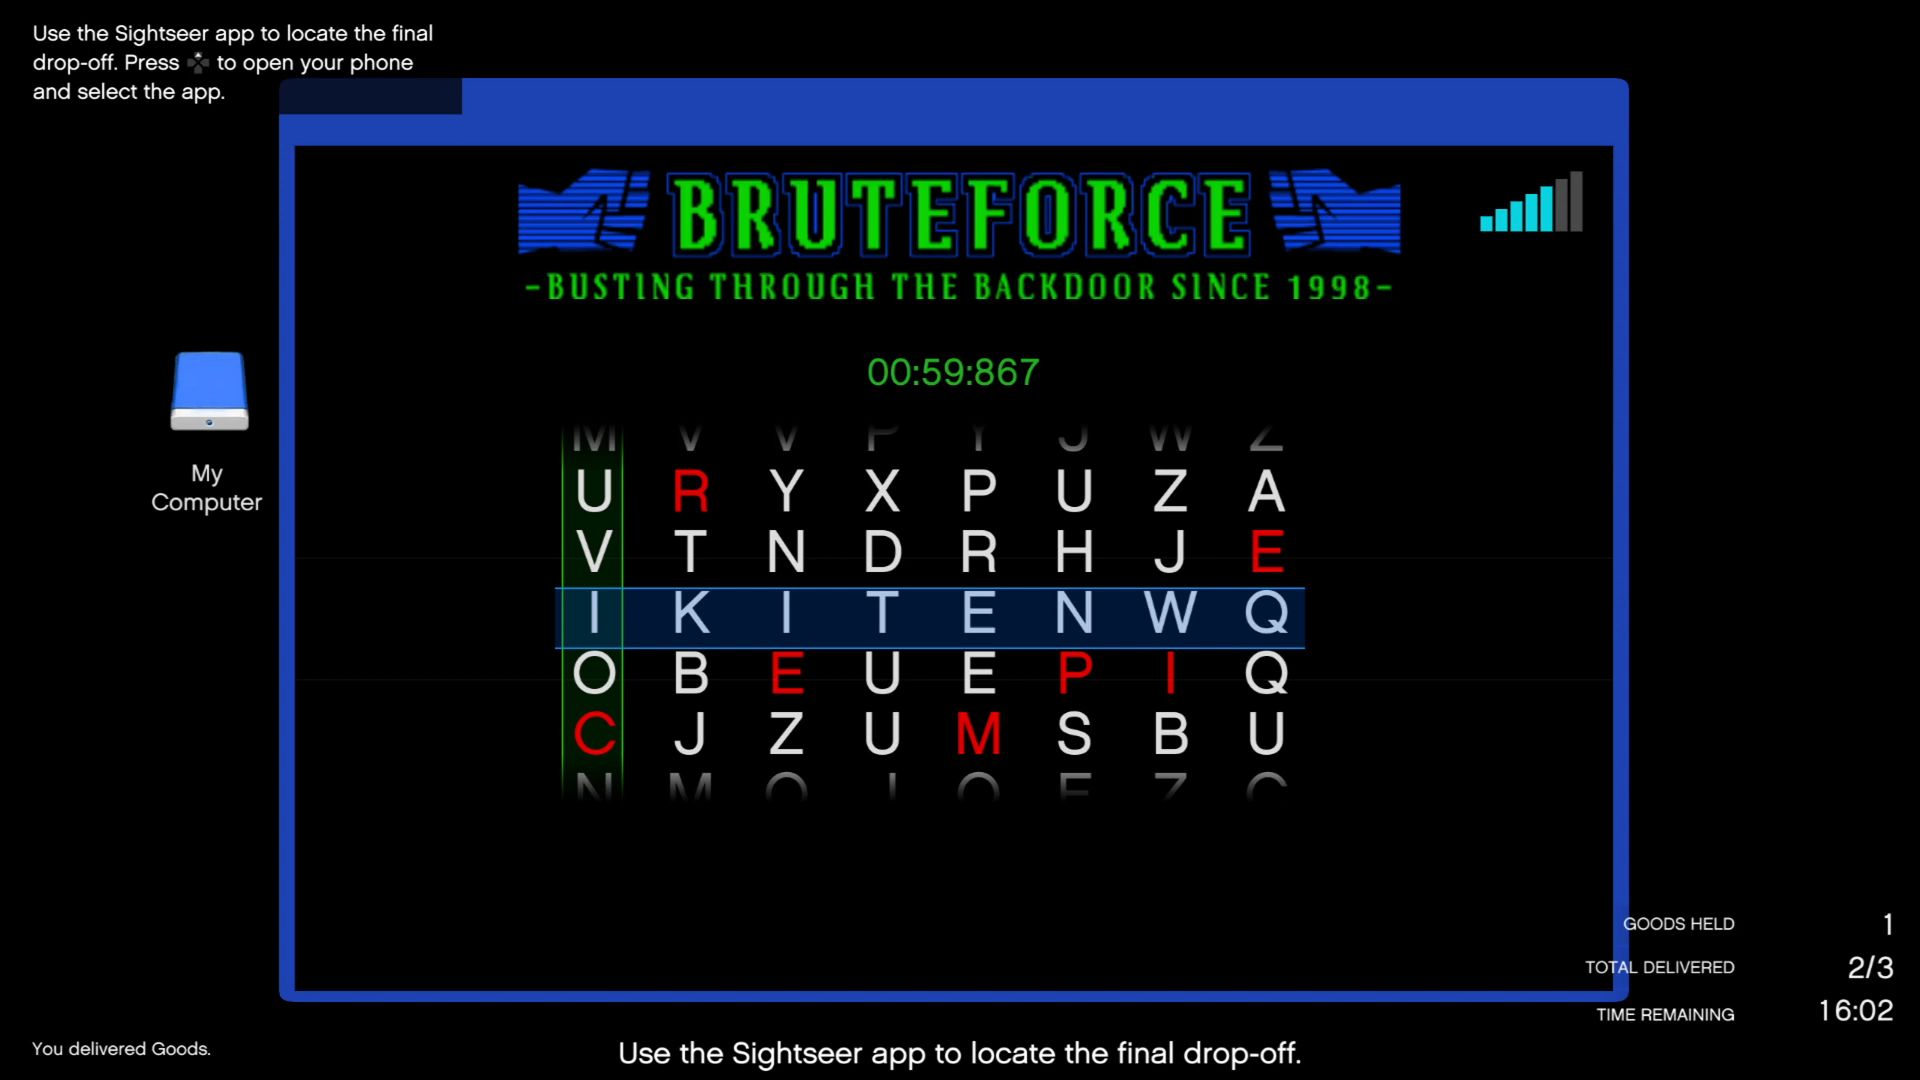 Use the Sightseer app to locate the final
drop-off. Press to open your phone
and select the app.
BRUTEFORCE
-BUSTING THROUGH THE BACKDOOR SINCE 1998-
00:59:867
My
Computer
M V V P Y J W Z
U R Y X P U Z A
V T N D R H J E
I K I T E N W Q
O B E U E P I Q
C J Z U M S B U
GOODS HELD 1
TOTAL DELIVERED 2/3
TIME REMAINING 16:02
You delivered Goods.
Use the Sightseer app to locate the final drop-off.